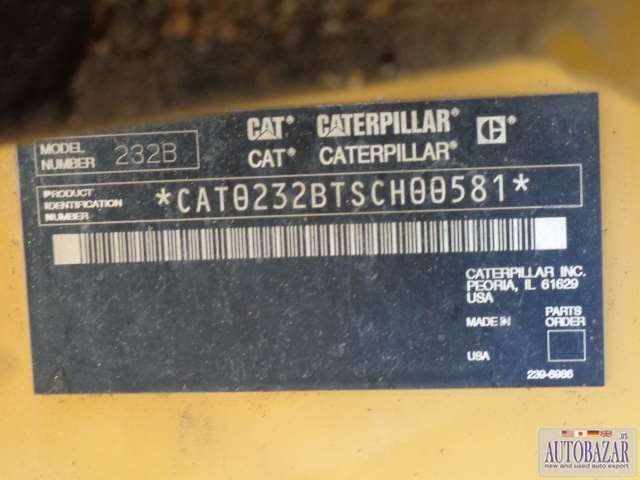 CAT® CATERPILLAR® C®
MODEL NUMBER 232B CAT® CATERPILLAR®
PRODUCT
IDENTIFICATION *CAT0232BTSCH00581*
NUMBER
CATERPILLAR INC.
PEORIA, IL 61629
USA
MADE IN
PARTS
ORDER
USA
239-6986
.US
AUTOBAZAR
new and used auto export